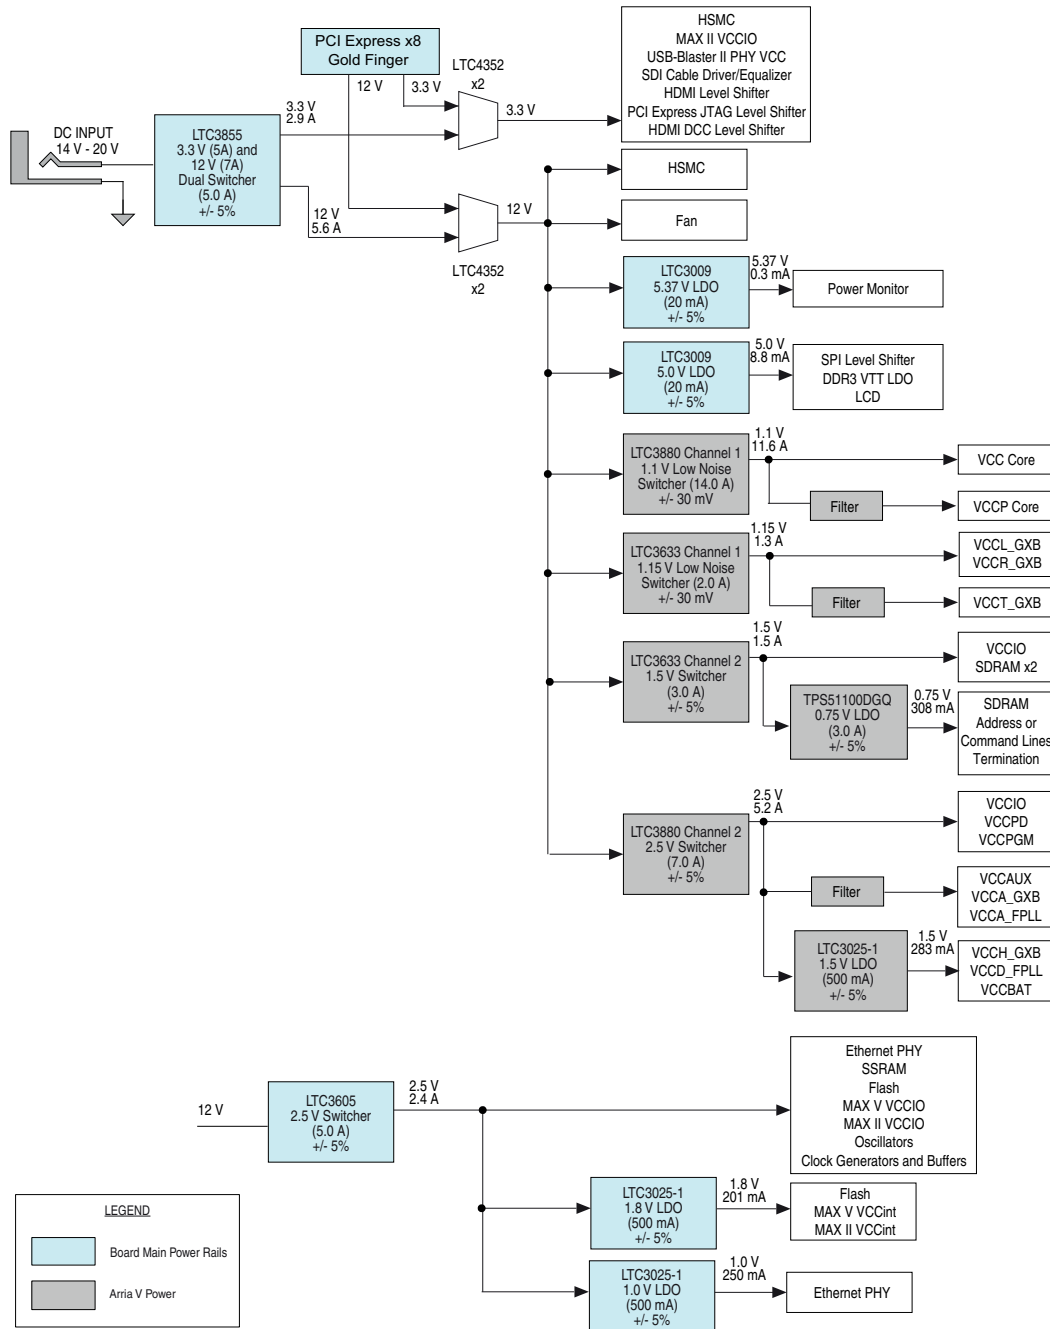 PCI Express x8
Gold Finger
12 V
3.3 V
LTC4352
x2
3.3 V
HSMC
MAX II VCCIO
USB-Blaster II PHY VCC
SDI Cable Driver/Equalizer
HDMI Level Shifter
PCI Express JTAG Level Shifter
HDMI DCC Level Shifter
DC INPUT
14 V - 20 V
LTC3855
3.3 V (5A) and
12 V (7A)
Dual Switcher
(5.0 A)
+/- 5%
3.3 V
2.9 A
12 V
5.6 A
12 V
LTC4352
x2
HSMC
Fan
LTC3009
5.37 V LDO
(20 mA)
+/- 5%
5.37 V
0.3 mA
Power Monitor
LTC3009
5.0 V LDO
(20 mA)
+/- 5%
5.0 V
8.8 mA
SPI Level Shifter
DDR3 VTT LDO
LCD
LTC3880 Channel 1
1.1 V Low Noise
Switcher (14.0 A)
+/- 30 mV
1.1 V
11.6 A
VCC Core
Filter
VCCP Core
LTC3633 Channel 1
1.15 V Low Noise
Switcher (2.0 A)
+/- 30 mV
1.15 V
1.3 A
VCCL_GXB
VCCR_GXB
Filter
VCCT_GXB
LTC3633 Channel 2
1.5 V Switcher
(3.0 A)
+/- 5%
1.5 V
1.5 A
VCCIO
SDRAM x2
TPS51100DGQ
0.75 V LDO
(3.0 A)
+/- 5%
0.75 V
308 mA
SDRAM
Address or
Command Lines
Termination
LTC3880 Channel 2
2.5 V Switcher
(7.0 A)
+/- 5%
2.5 V
5.2 A
VCCIO
VCCPD
VCCPGM
Filter
VCCAUX
VCCA_GXB
VCCA_FPLL
LTC3025-1
1.5 V LDO
(500 mA)
+/- 5%
1.5 V
283 mA
VCCH_GXB
VCCD_FPLL
VCCBAT
12 V
LTC3605
2.5 V Switcher
(5.0 A)
+/- 5%
2.5 V
2.4 A
Ethernet PHY
SSRAM
Flash
MAX V VCCIO
MAX II VCCIO
Oscillators
Clock Generators and Buffers
LTC3025-1
1.8 V LDO
(500 mA)
+/- 5%
1.8 V
201 mA
Flash
MAX V VCCint
MAX II VCCint
LTC3025-1
1.0 V LDO
(500 mA)
+/- 5%
1.0 V
250 mA
Ethernet PHY
LEGEND
Board Main Power Rails
Arria V Power